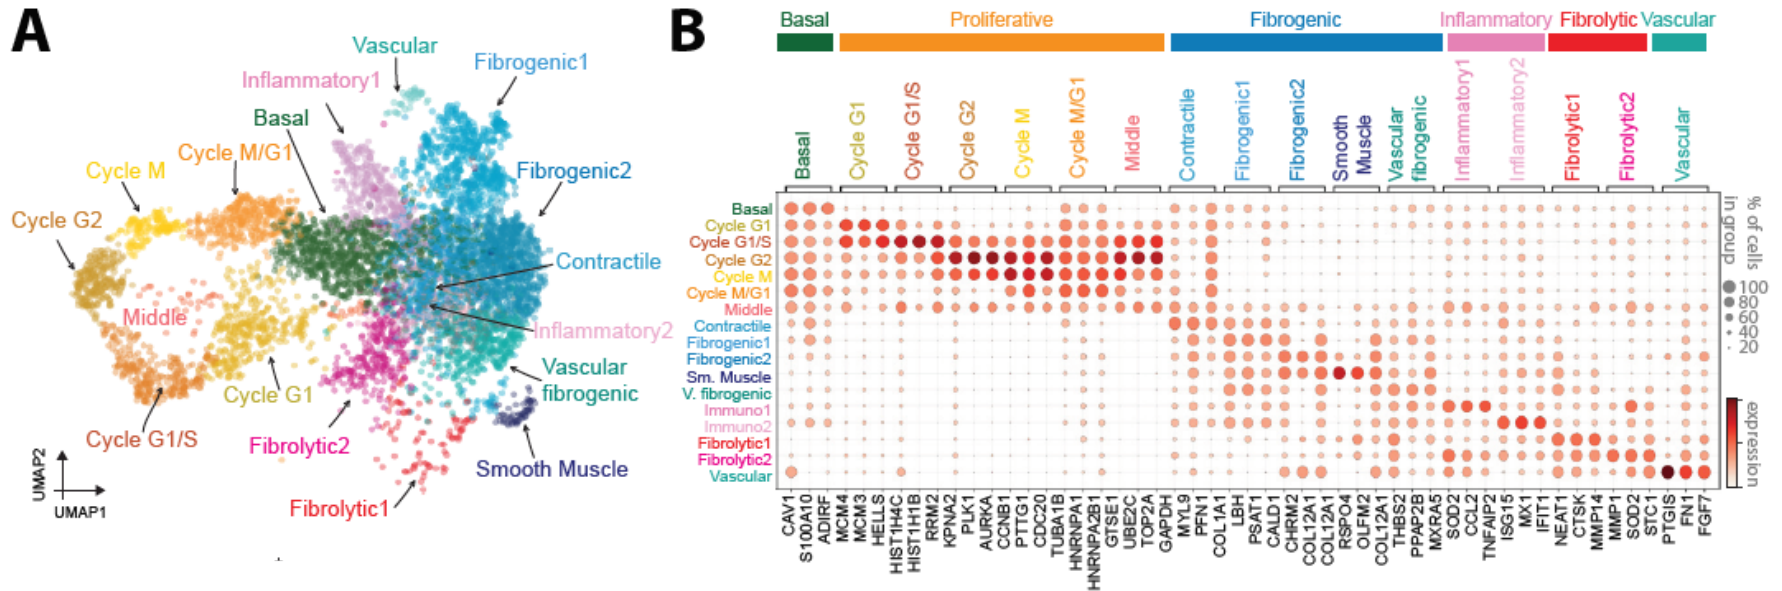 A
Vascular
Fibrogenic1
Inflammatory1
Basal
Cycle M/G1
Cycle M
Fibrogenic2
Cycle G2
Contractile
Middle
Inflammatory2
Vascular
fibrogenic
Cycle G1
Cycle G1/S
Fibrolytic2
Smooth Muscle
Fibrolytic1
UMAP2
UMAP1
B
Basal
Proliferative
Fibrogenic
Inflammatory
Fibrolytic
Vascular
Basal
Cycle G1
Cycle G1/S
Cycle G2
Cycle M
Cycle M/G1
Middle
Contractile
Fibrogenic1
Fibrogenic2
Smooth
Muscle
Vascular
fibrogenic
Inflammatory1
Inflammatory2
Fibrolytic1
Fibrolytic2
Vascular
Basal
Cycle G1
Cycle G1/S
Cycle G2
Cycle M
Cycle M/G1
Middle
Contractile
Fibrogenic1
Fibrogenic2
Sm. Muscle
V. fibrogenic
Immuno1
Immuno2
Fibrolytic1
Fibrolytic2
Vascular
% of cells
in group
100
80
60
40
20
expression
CAV1
S100A10
ADIRF
MCM4
MCM3
HELLS
HIST1H4C
HIST1H1B
RRM2
KPNA2
PLK1
AURKA
CCNB1
PTTG1
CDC20
TUBA1B
HNRNPA1
HNRNPA2B1
GTSE1
UBE2C
TOP2A
GAPDH
MYL9
PFN1
COL1A1
LBH
PSAT1
CALD1
CHRM2
COL12A1
COL12A1
RSPO4
OLFM2
COL12A1
THBS2
PPAP2B
MXRA5
SOD2
CCL2
TNFAIP2
ISG15
MX1
IFIT1
NEAT1
CTSK
MMP14
MMP1
SOD2
STC1
PTGIS
FN1
FGF7